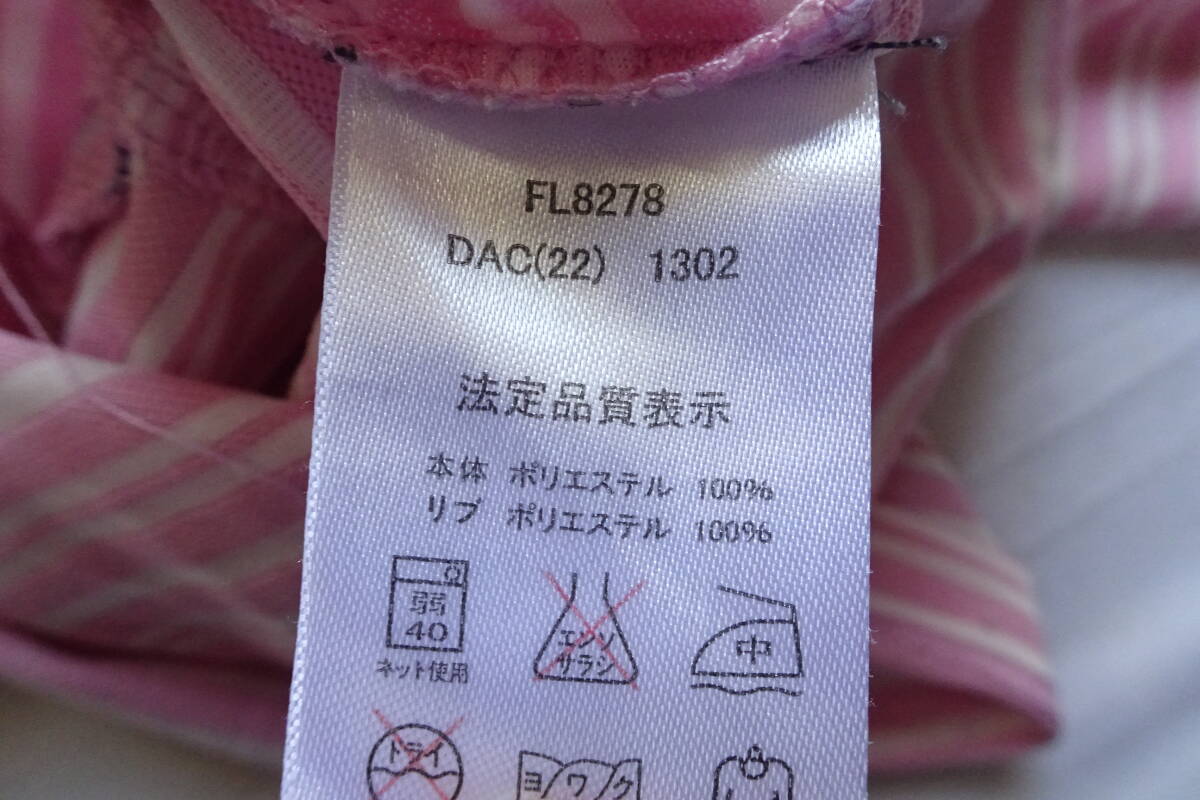 FL8278
DAC(22) 1302
法定品質表示
本体 ポリエステル 100%
リブ ポリエステル 100%
弱
40
ネット使用
エンソ
サラシ
中
ドライ
ヨワク